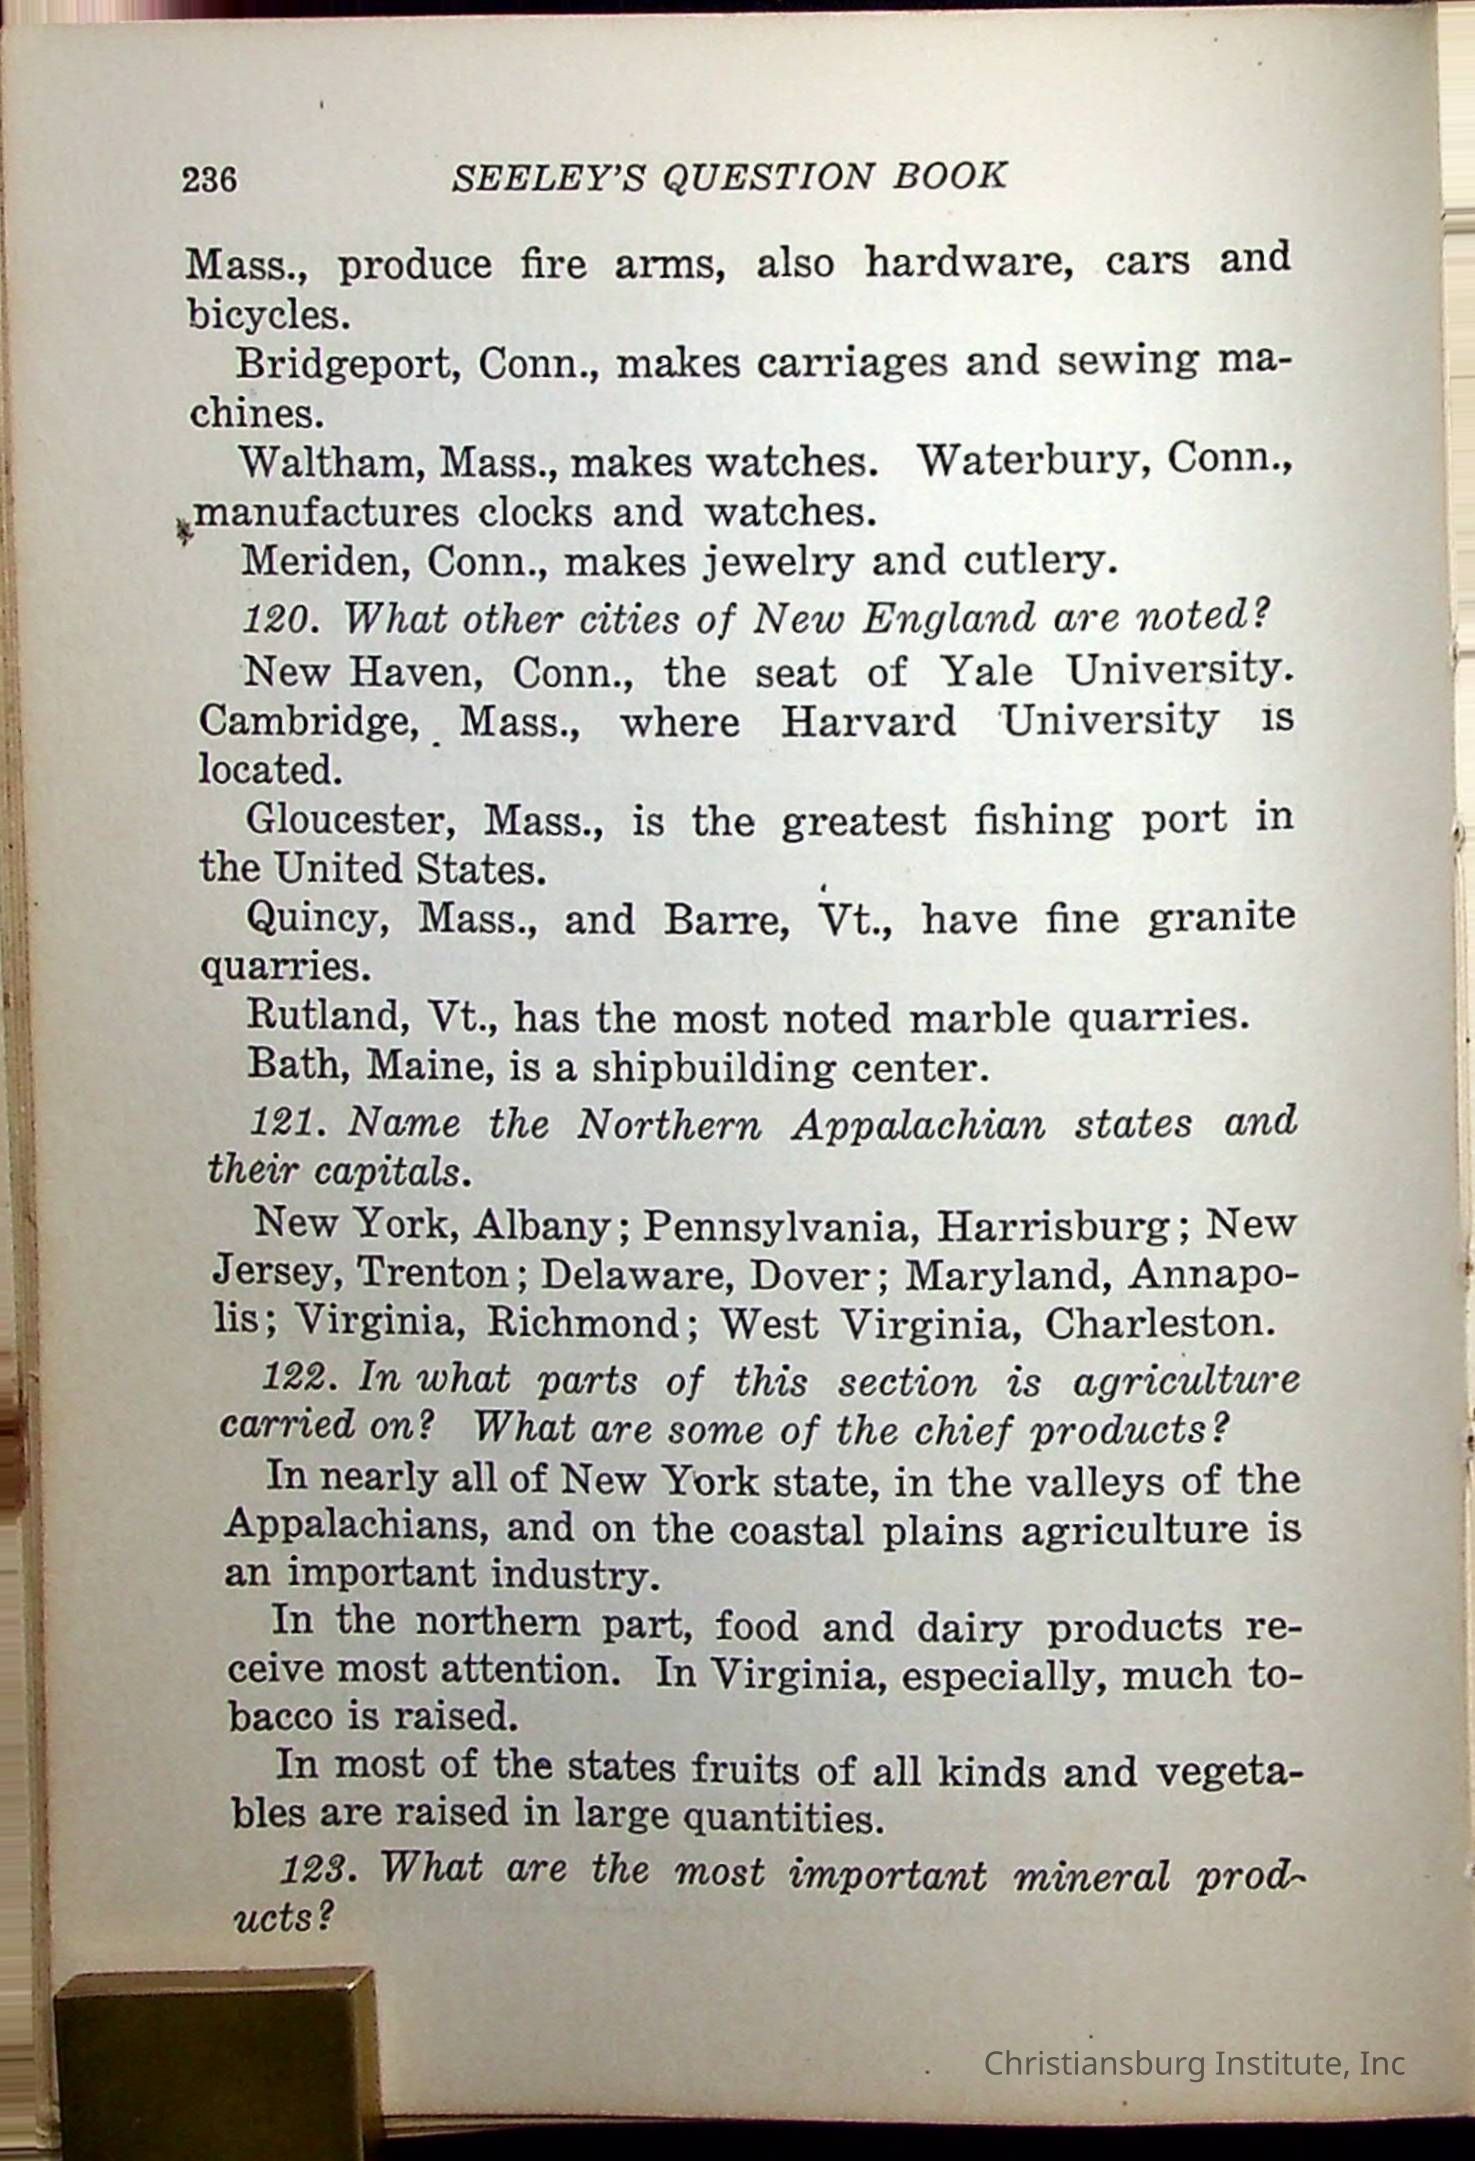 236 SEELEY'S QUESTION BOOK
Mass., produce fire arms, also hardware, cars and
bicycles.
Bridgeport, Conn., makes carriages and sewing ma-
chines.
Waltham, Mass., makes watches. Waterbury, Conn.,
manufactures clocks and watches.
Meriden, Conn., makes jewelry and cutlery.
120. What other cities of New England are noted?
New Haven, Conn., the seat of Yale University.
Cambridge, Mass., where Harvard University is
located.
Gloucester, Mass., is the greatest fishing port in
the United States.
Quincy, Mass., and Barre, Vt., have fine granite
quarries.
Rutland, Vt., has the most noted marble quarries.
Bath, Maine, is a shipbuilding center.
121. Name the Northern Appalachian states and
their capitals.
New York, Albany; Pennsylvania, Harrisburg; New
Jersey, Trenton; Delaware, Dover; Maryland, Annapo-
lis; Virginia, Richmond; West Virginia, Charleston.
122. In what parts of this section is agriculture
carried on? What are some of the chief products?
In nearly all of New York state, in the valleys of the
Appalachians, and on the coastal plains agriculture is
an important industry.
In the northern part, food and dairy products re-
ceive most attention. In Virginia, especially, much to-
bacco is raised.
In most of the states fruits of all kinds and vegeta-
bles are raised in large quantities.
123. What are the most important mineral prod-
ucts?
Christiansburg Institute, Inc